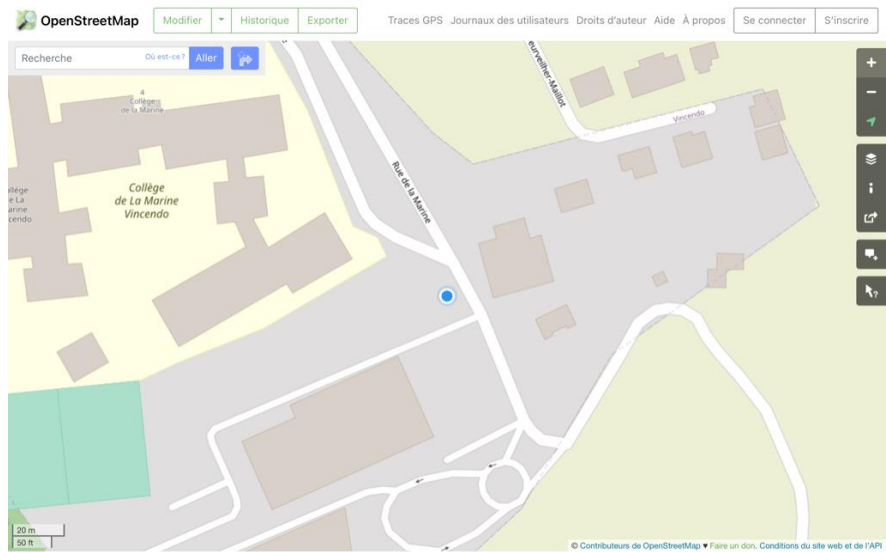 OpenStreetMap
Modifier
Historique
Exporter
Traces GPS Journaux des utilisateurs Droits d'auteur Aide À propos
Se connecter
S'inscrire
Recherche
Où est-ce ?
Aller
4
Collège
de la Marine
Collège
de La Marine
Vincendo
Rue de la Marine
Vincendo
20 m
50 ft
© Contributeurs de OpenStreetMap ♥ Faire un don. Conditions du site web et de l'API